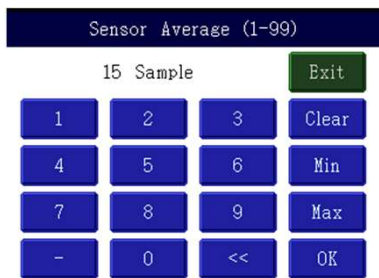 Sensor Average (1-99)
15 Sample Exit
1 2 3 Clear
4 5 6 Min
7 8 9 Max
- 0 << OK